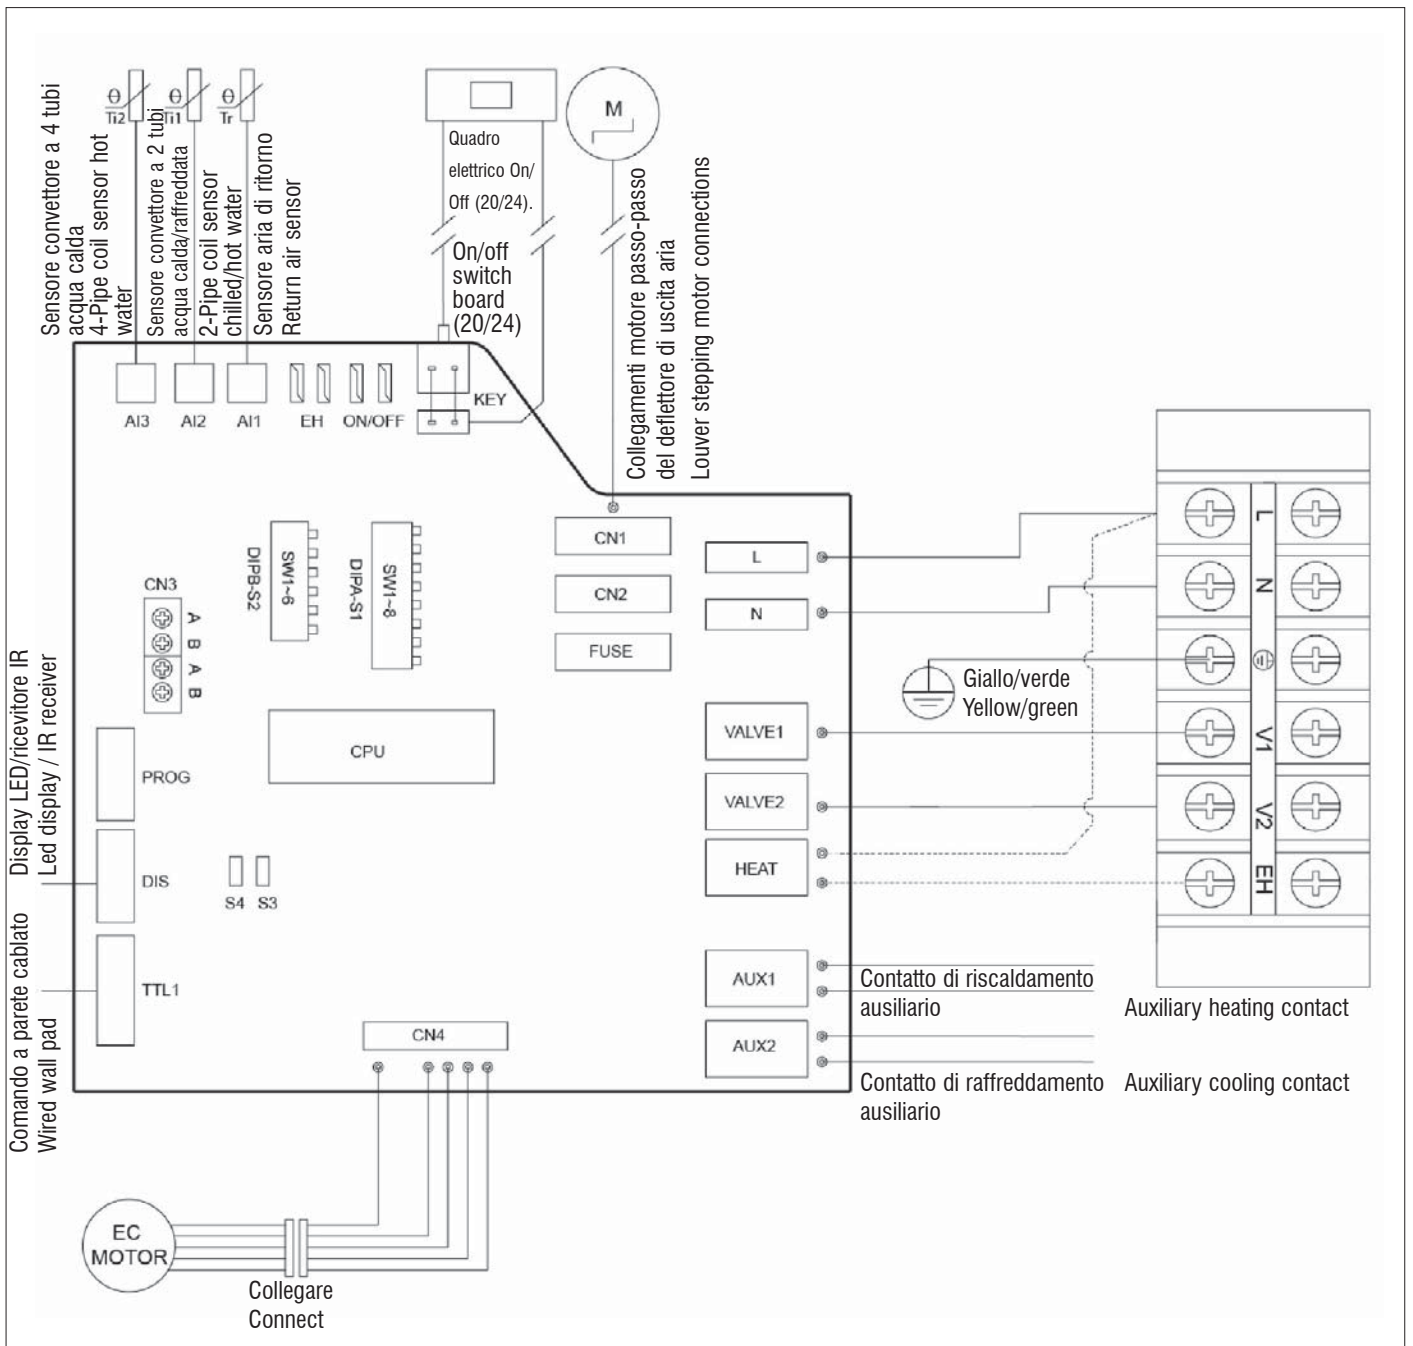 Sensore convettore a 4 tubi
acqua calda
4-Pipe coil sensor hot
water
Sensore convettore a 2 tubi
acqua calda/raffreddata
2-Pipe coil sensor
chilled/hot water
Sensore aria di ritorno
Return air sensor
θ
Ti2
θ
Ti1
θ
Tr
Quadro
elettrico On/
Off (20/24).
On/off
switch
board
(20/24)
M
Collegamenti motore passo-passo
del deflettore di uscita aria
Louver stepping motor connections
AI3
AI2
AI1
EH
ON/OFF
KEY
CN1
CN2
FUSE
DIPB-S2
SW1~6
DIPA-S1
SW1~8
CN3
A
B
A
B
CPU
PROG
DIS
TTL1
S4
S3
CN4
L
N
VALVE1
VALVE2
HEAT
AUX1
AUX2
Giallo/verde
Yellow/green
L
N
V1
V2
EH
Display LED/ricevitore IR
Led display / IR receiver
Comando a parete cablato
Wired wall pad
Contatto di riscaldamento
ausiliario
Auxiliary heating contact
Contatto di raffreddamento
ausiliario
Auxiliary cooling contact
EC
MOTOR
Collegare
Connect